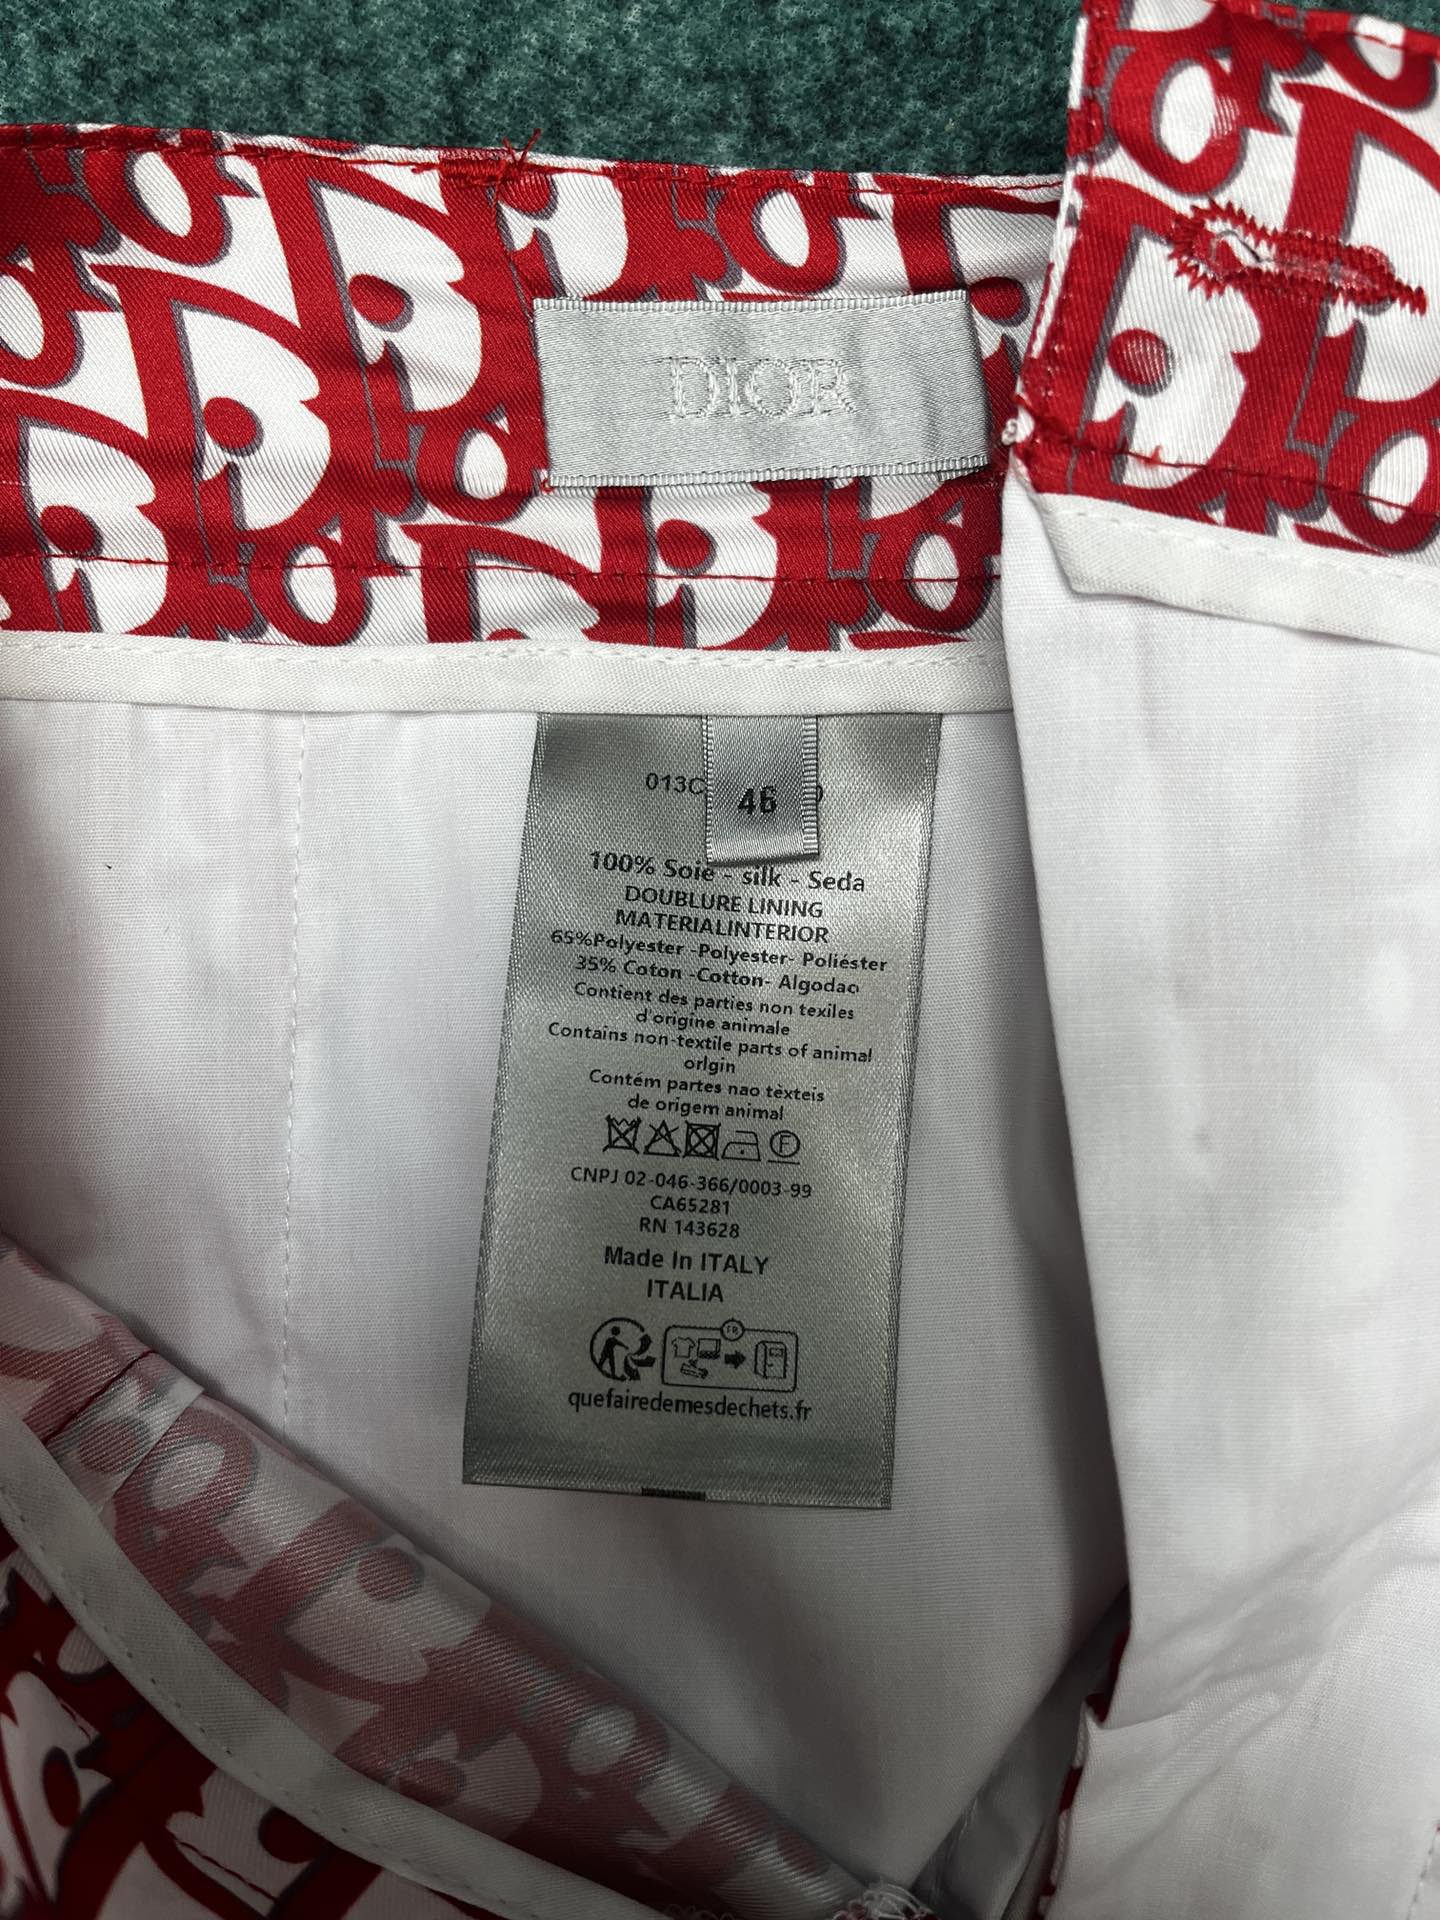 DIOR
013C
46
100% Soie - silk - Seda
DOUBLURE LINING
MATERIALINTERIOR
65%Polyester -Polyester- Poliéster
35% Coton -Cotton- Algodao
Contient des parties non texiles
d'origine animale
Contains non-textile parts of animal
orlgin
Contém partes nao tèxteis
de origem animal
F
CNPJ 02-046-366/0003-99
CA65281
RN 143628
Made In ITALY
ITALIA
FR
quefairedemesdechets.fr